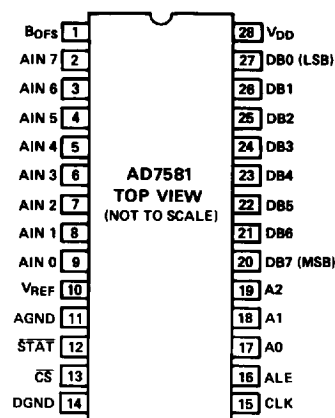 BOFS 1 28 VDD
AIN 7 2 27 DB0 (LSB)
AIN 6 3 26 DB1
AIN 5 4 25 DB2
AIN 4 5 24 DB3
AIN 3 6 AD7581 23 DB4
TOP VIEW
AIN 2 7 (NOT TO SCALE) 22 DB5
AIN 1 8 21 DB6
AIN 0 9 20 DB7 (MSB)
VREF 10 19 A2
AGND 11 18 A1
STAT 12 17 A0
CS 13 16 ALE
DGND 14 15 CLK